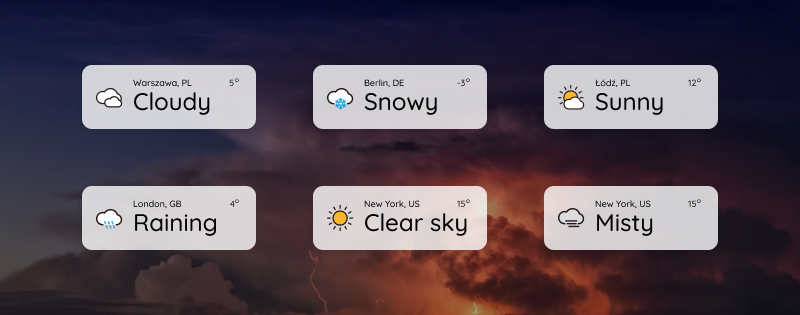 Warszawa, PL 5°
Cloudy
Berlin, DE -3°
Snowy
Łódź, PL 12°
Sunny
London, GB 4°
Raining
New York, US 15°
Clear sky
New York, US 15°
Misty